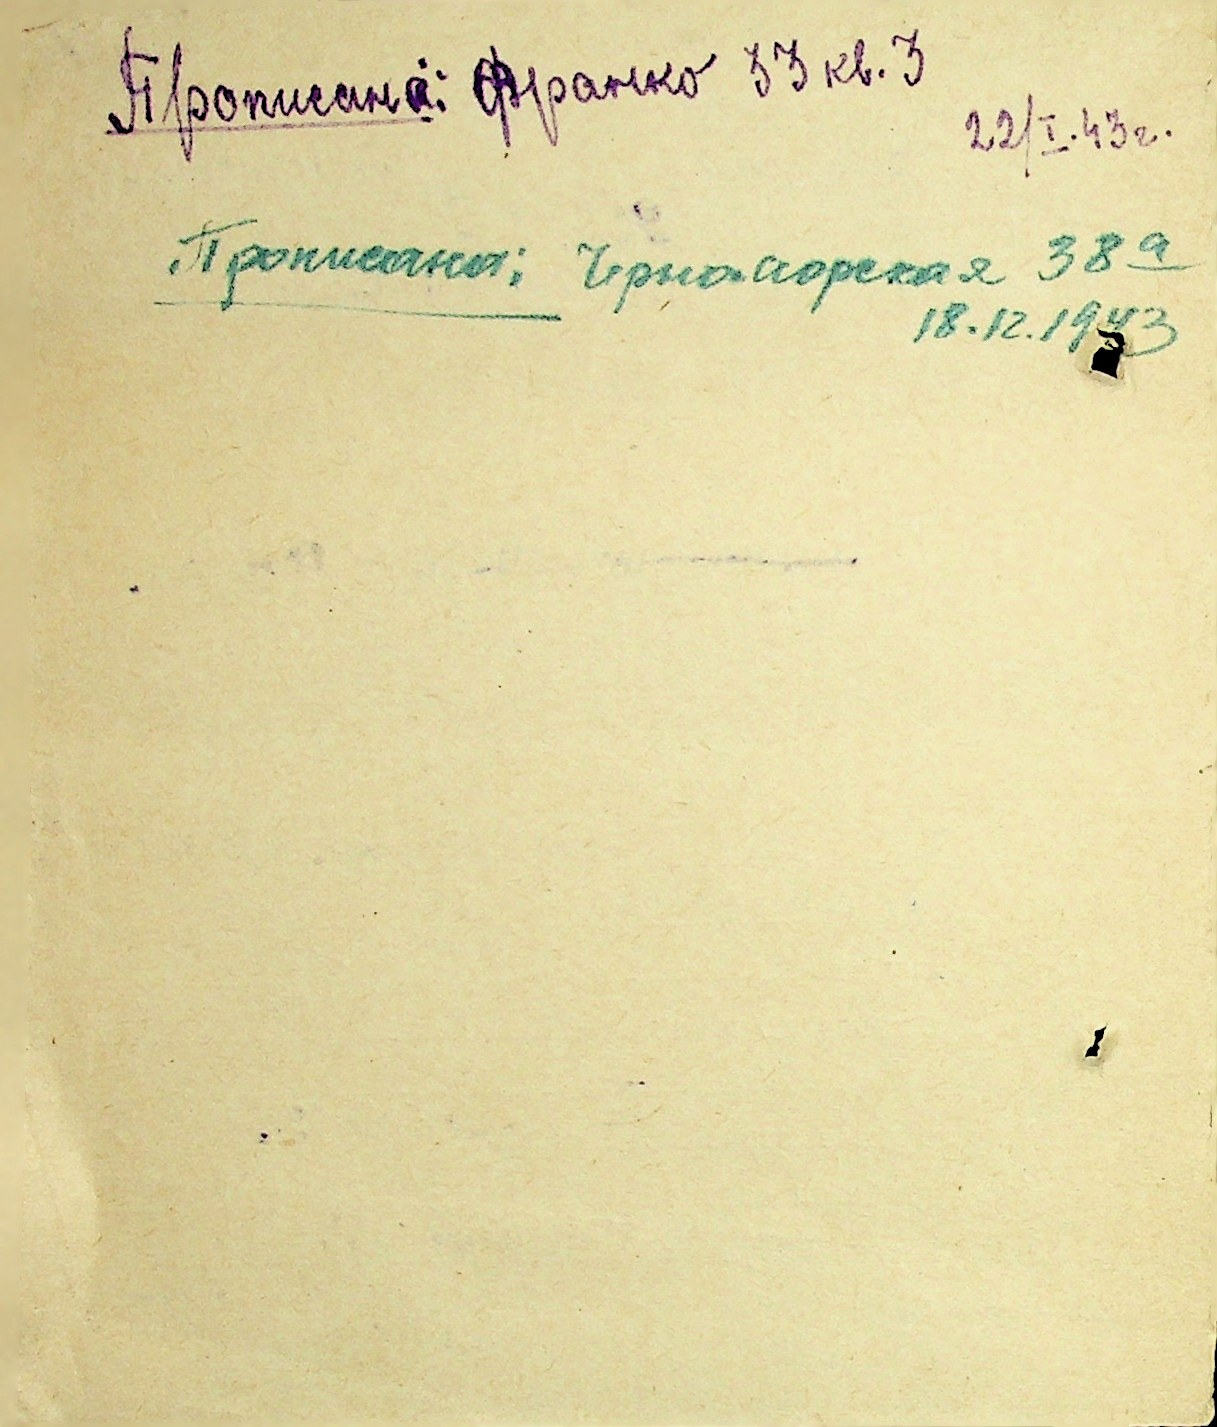 Прописана: Франко 33 кв. 3
22/I.43г.
Прописана: Черноморская 38а
18.12.1943